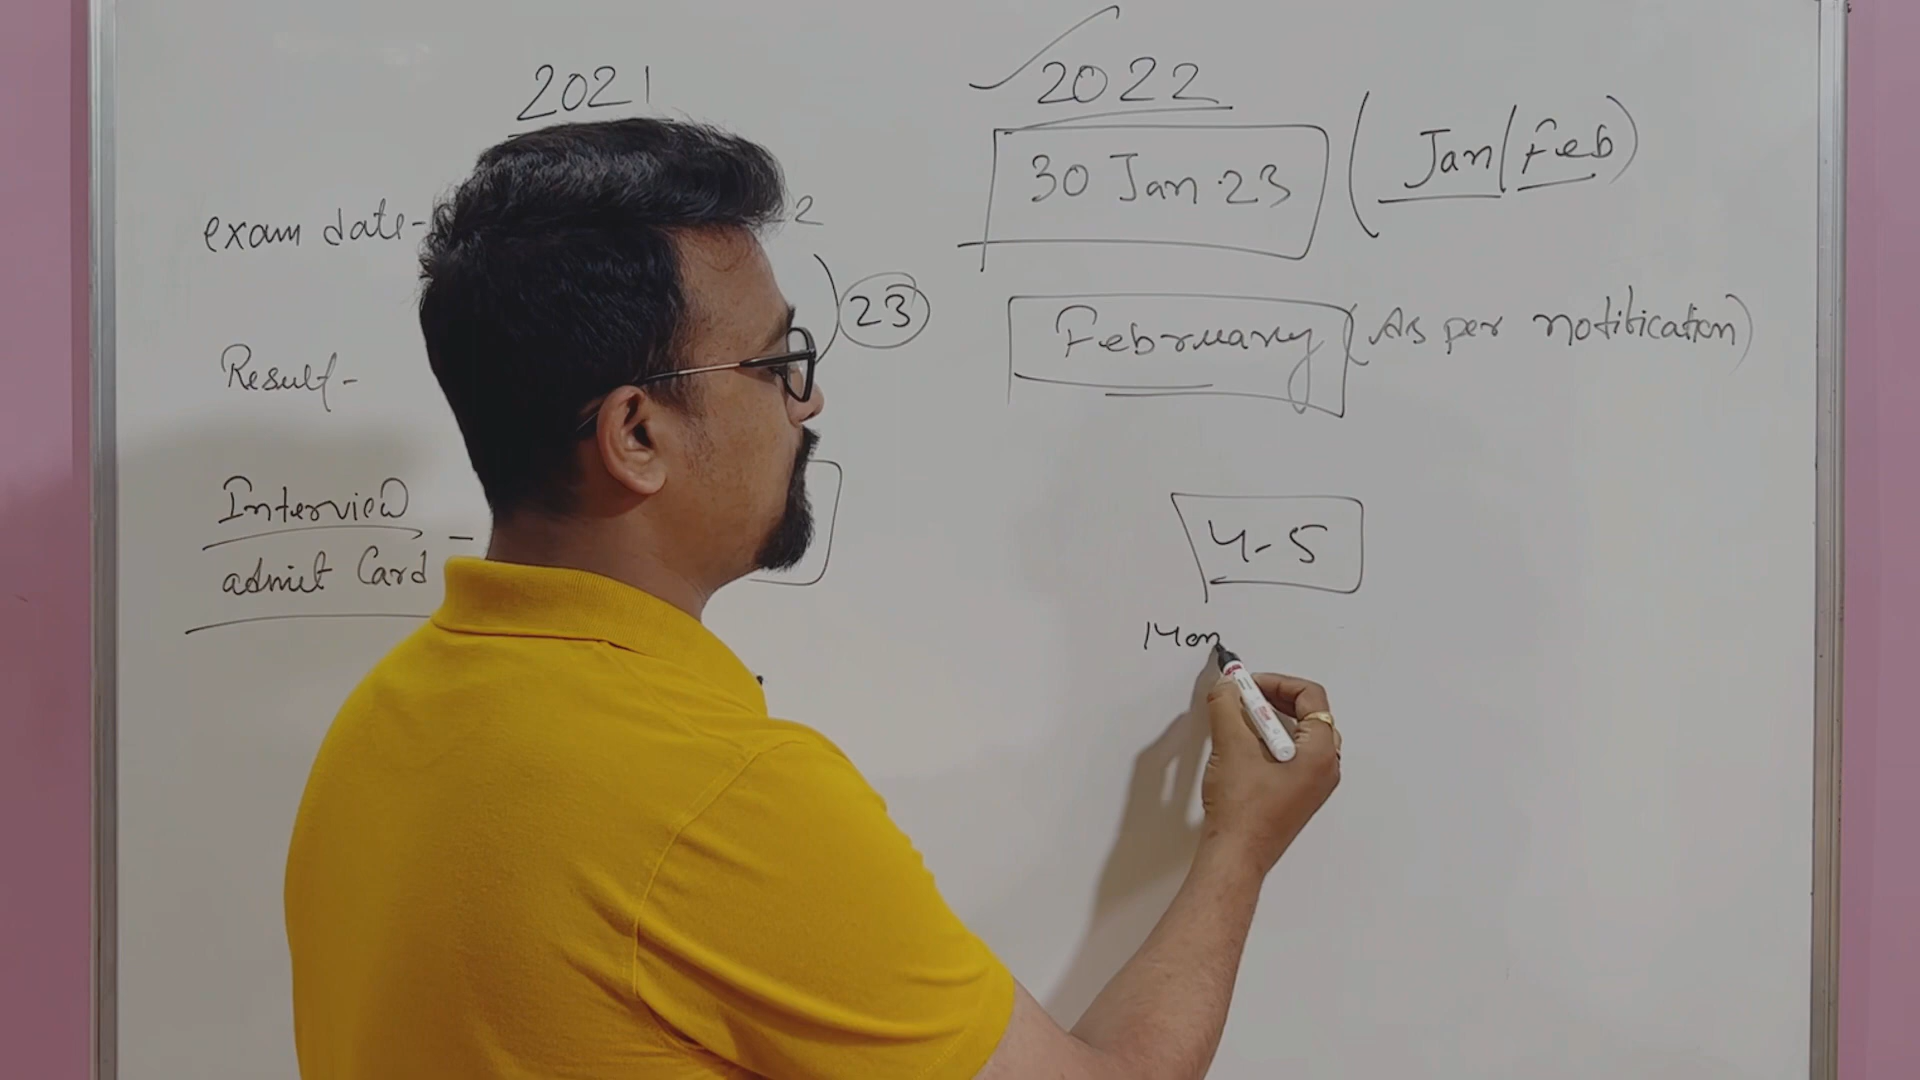 2021
2022
30 Jan 23 (Jan/Feb)
exam date-
2
23
February (As per notification)
Result-
Interview
admit Card -
4-5
Mon